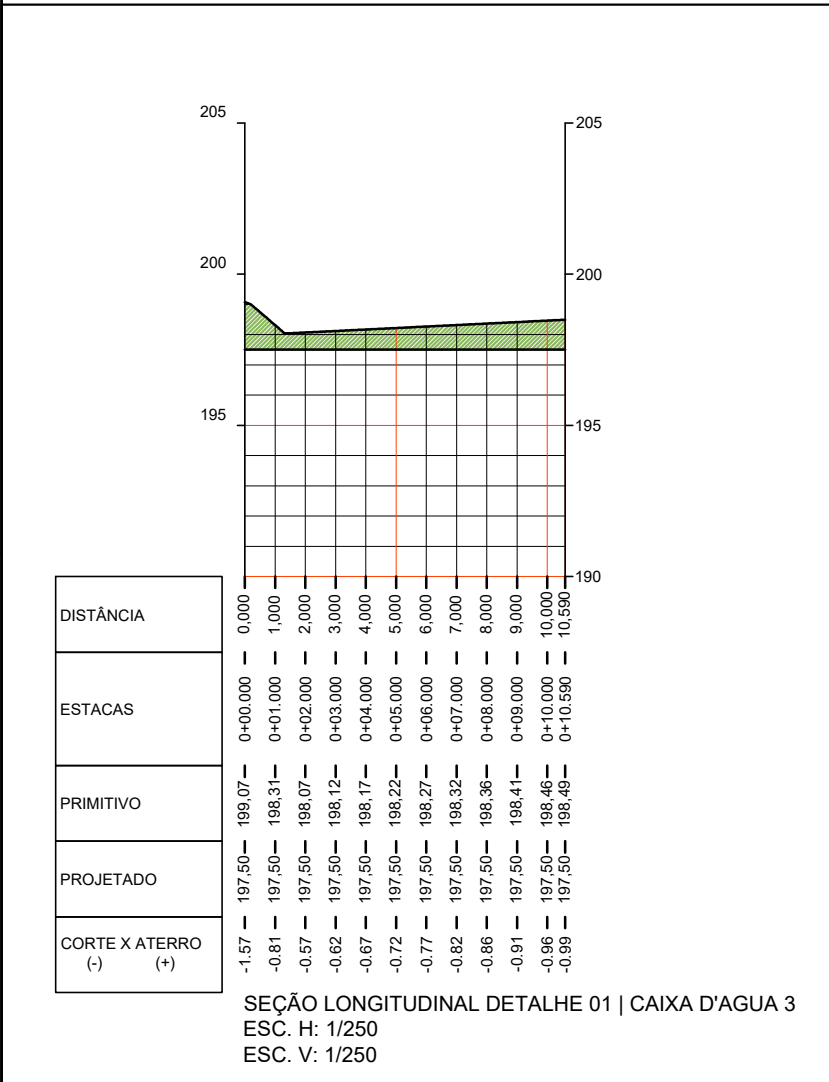 205
205
200
200
195
195
190
DISTÂNCIA
0,000 1,000 2,000 3,000 4,000 5,000 6,000 7,000 8,000 9,000 10,000 10,590
ESTACAS
0+00.000 0+01.000 0+02.000 0+03.000 0+04.000 0+05.000 0+06.000 0+07.000 0+08.000 0+09.000 0+10.000 0+10.590
PRIMITIVO
199,07 198,31 198,07 198,12 198,17 198,22 198,27 198,32 198,36 198,41 198,46 198,49
PROJETADO
197,50 197,50 197,50 197,50 197,50 197,50 197,50 197,50 197,50 197,50 197,50 197,50
CORTE X ATERRO
(-) (+)
-1.57 -0.81 -0.57 -0.62 -0.67 -0.72 -0.77 -0.82 -0.86 -0.91 -0.96 -0.99
SEÇÃO LONGITUDINAL DETALHE 01 | CAIXA D'AGUA 3
ESC. H: 1/250
ESC. V: 1/250